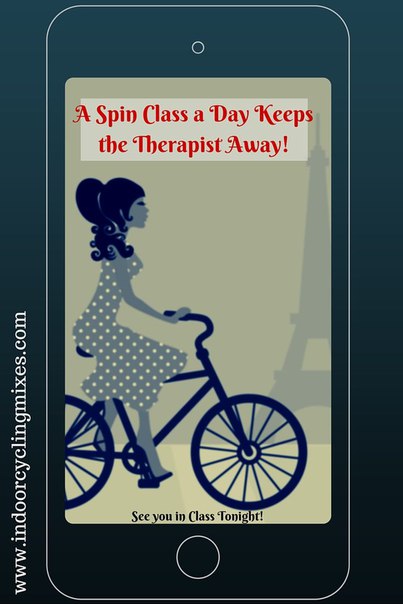 A Spin Class a Day Keeps
the Therapist Away!
See you in Class Tonight!
www.indoorcyclingmixes.com